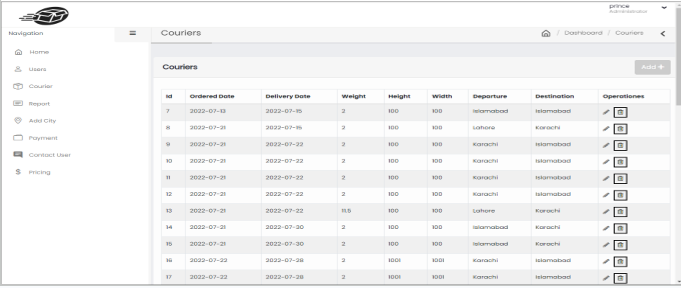 prince
Administrator
Navigation
Couriers
Dashboard / Couriers
Home
Users
Courier
Report
Add City
Payment
Contact User
Pricing
Couriers
Add +
Id Ordered Date Delivery Date Weight Height Width Departure Destination Operationes
7 2022-07-13 2022-07-15 2 100 100 Islamabad Islamabad
8 2022-07-21 2022-07-15 2 100 100 Lahore Karachi
9 2022-07-21 2022-07-22 2 100 100 Karachi Islamabad
10 2022-07-21 2022-07-22 2 100 100 Karachi Islamabad
11 2022-07-21 2022-07-22 2 100 100 Karachi Islamabad
12 2022-07-21 2022-07-22 2 100 100 Karachi Islamabad
13 2022-07-21 2022-07-22 11.5 100 100 Lahore Karachi
14 2022-07-21 2022-07-30 2 100 100 Islamabad Karachi
15 2022-07-21 2022-07-30 2 100 100 Islamabad Karachi
16 2022-07-22 2022-07-28 2 1001 1001 Karachi Islamabad
17 2022-07-22 2022-07-28 2 1001 1001 Karachi Islamabad